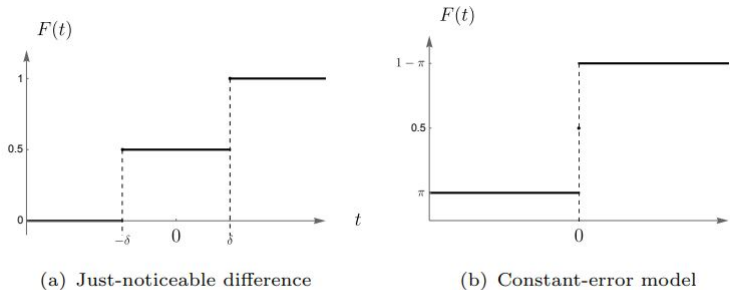 F(t)
1
0.5
0
−δ
0
δ
t
(a) Just-noticeable difference
F(t)
1 − π
0.5
π
0
(b) Constant-error model